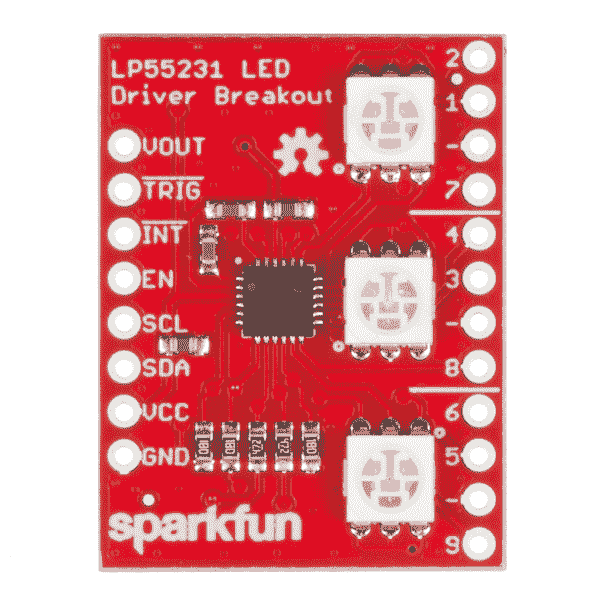 LP55231 LED
Driver Breakout
VOUT
TRIG
INT
EN
SCL
SDA
VCC
GND
2
1
-
7
4
3
-
8
6
5
-
9
sparkfun